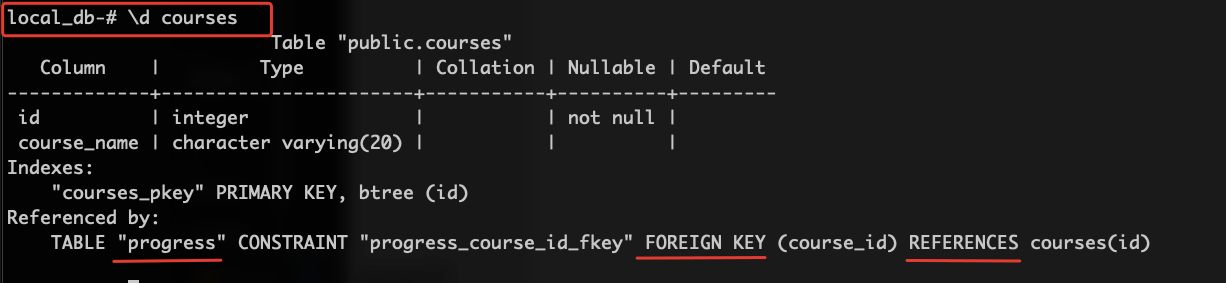 local_db-# \d courses
Table "public.courses"
Column | Type | Collation | Nullable | Default
-------------+-----------------------+-----------+----------+---------
id | integer | | not null |
course_name | character varying(20) | | |
Indexes:
"courses_pkey" PRIMARY KEY, btree (id)
Referenced by:
TABLE "progress" CONSTRAINT "progress_course_id_fkey" FOREIGN KEY (course_id) REFERENCES courses(id)